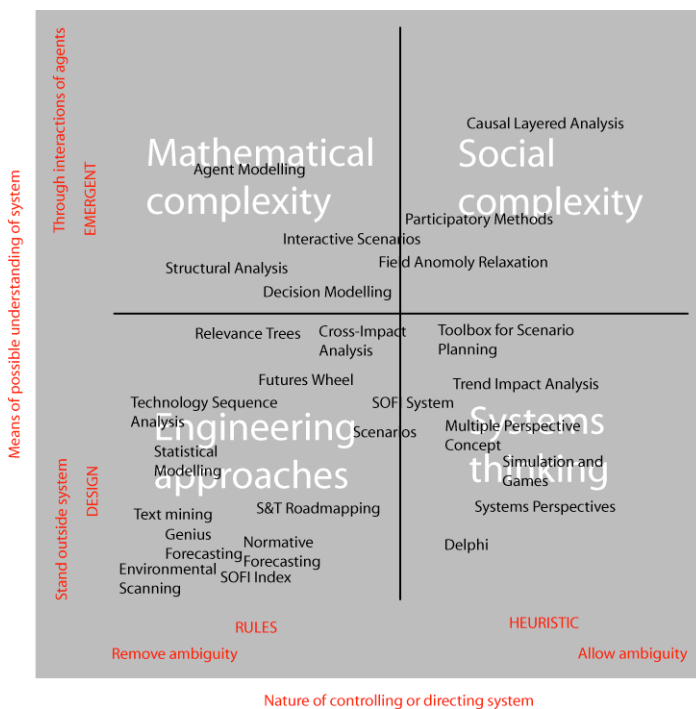 Means of possible understanding of system
Through interactions of agents
EMERGENT
Stand outside system
DESIGN
Mathematical
complexity
Agent Modelling
Interactive Scenarios
Structural Analysis
Decision Modelling
Social
complexity
Causal Layered Analysis
Participatory Methods
Field Anomoly Relaxation
Relevance Trees
Cross-Impact
Analysis
Futures Wheel
Technology Sequence
Analysis
Engineering
approaches
SOFI System
Scenarios
Statistical
Modelling
S&T Roadmapping
Text mining
Genius
Forecasting
Normative
Forecasting
Environmental
Scanning
SOFI Index
Toolbox for Scenario
Planning
Trend Impact Analysis
Systems
thinking
Multiple Perspective
Concept
Simulation and
Games
Systems Perspectives
Delphi
RULES
HEURISTIC
Remove ambiguity
Allow ambiguity
Nature of controlling or directing system